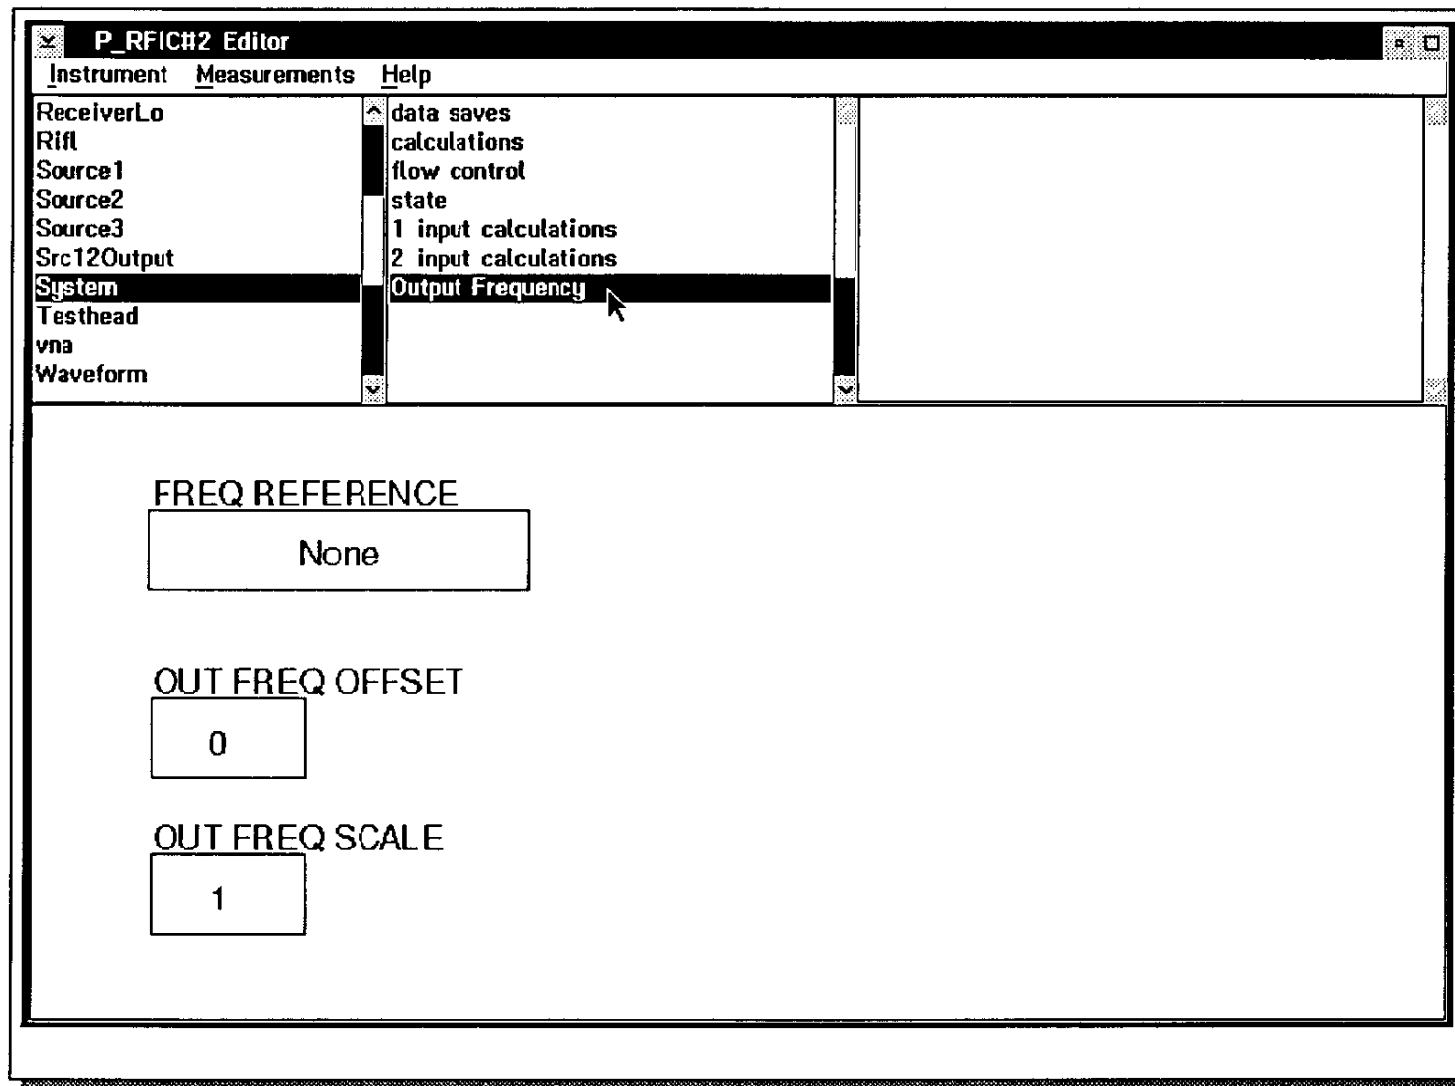 P_RFIC#2 Editor
Instrument Measurements Help
ReceiverLo
Rifl
Source1
Source2
Source3
Src12Output
System
Testhead
vna
Waveform
data saves
calculations
flow control
state
1 input calculations
2 input calculations
Output Frequency
FREQ REFERENCE
None
OUT FREQ OFFSET
0
OUT FREQ SCALE
1